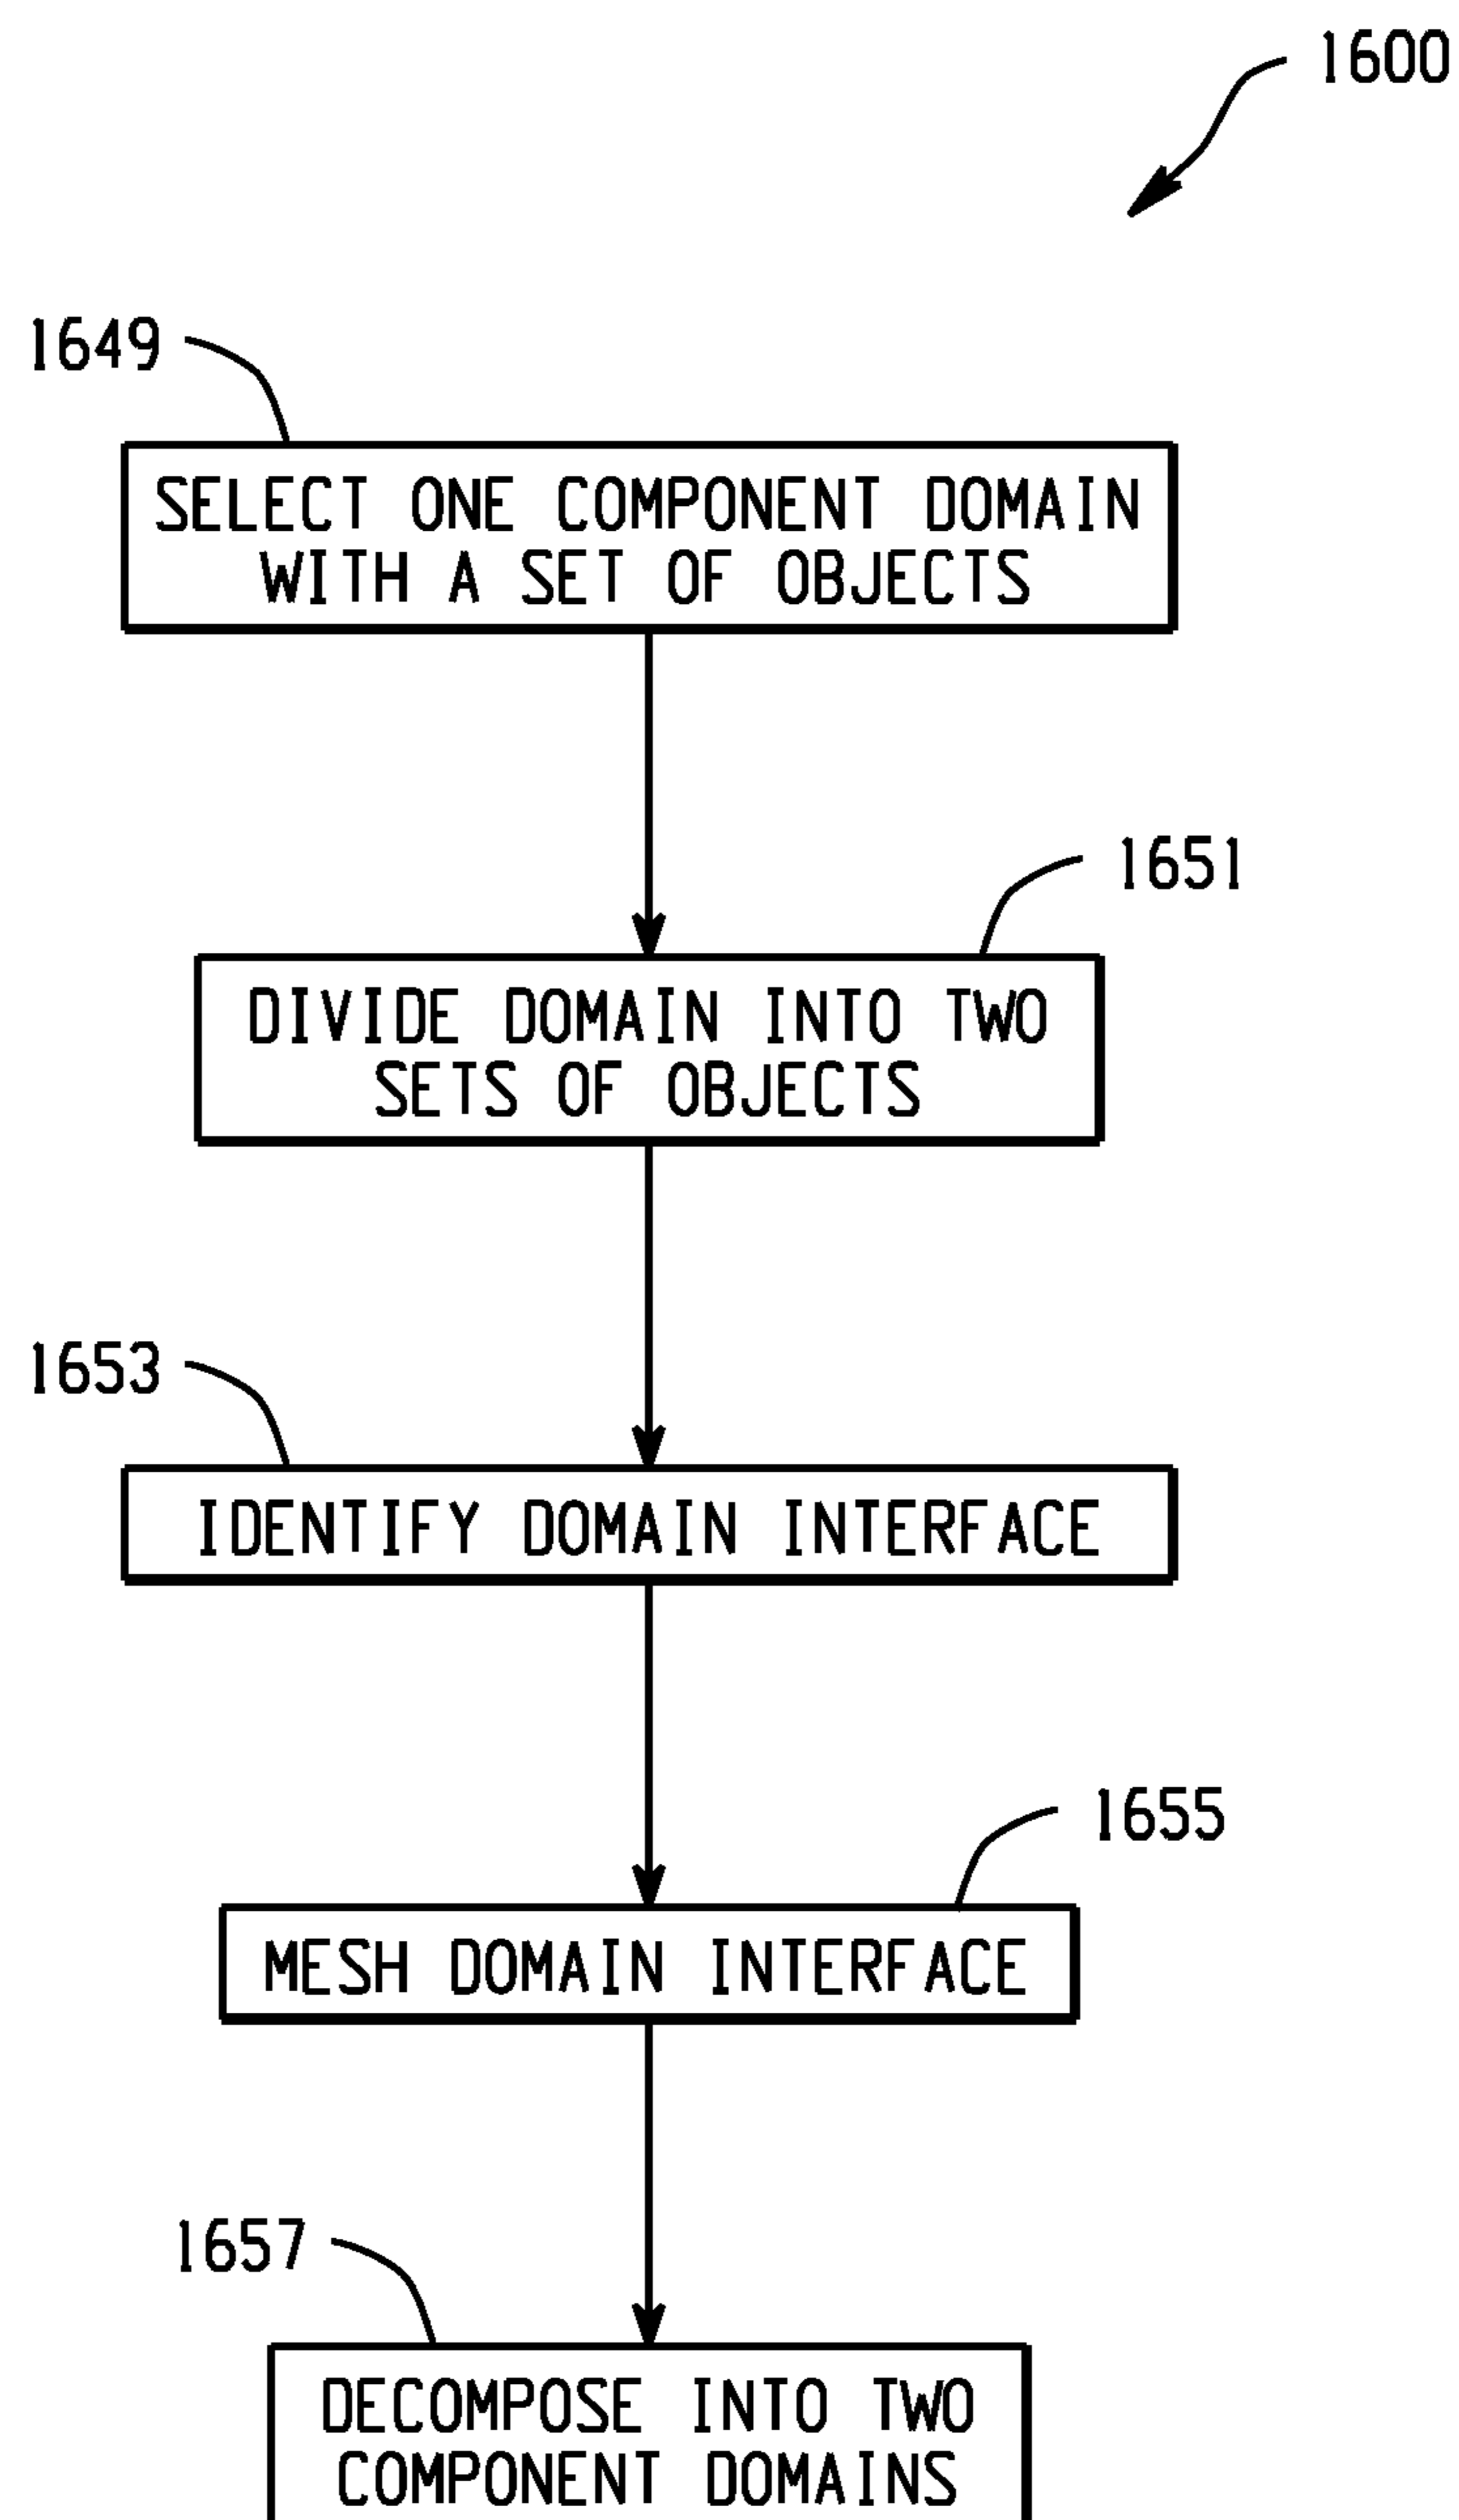 1600
1649
SELECT ONE COMPONENT DOMAIN
WITH A SET OF OBJECTS
1651
DIVIDE DOMAIN INTO TWO
SETS OF OBJECTS
1653
IDENTIFY DOMAIN INTERFACE
1655
MESH DOMAIN INTERFACE
1657
DECOMPOSE INTO TWO
COMPONENT DOMAINS